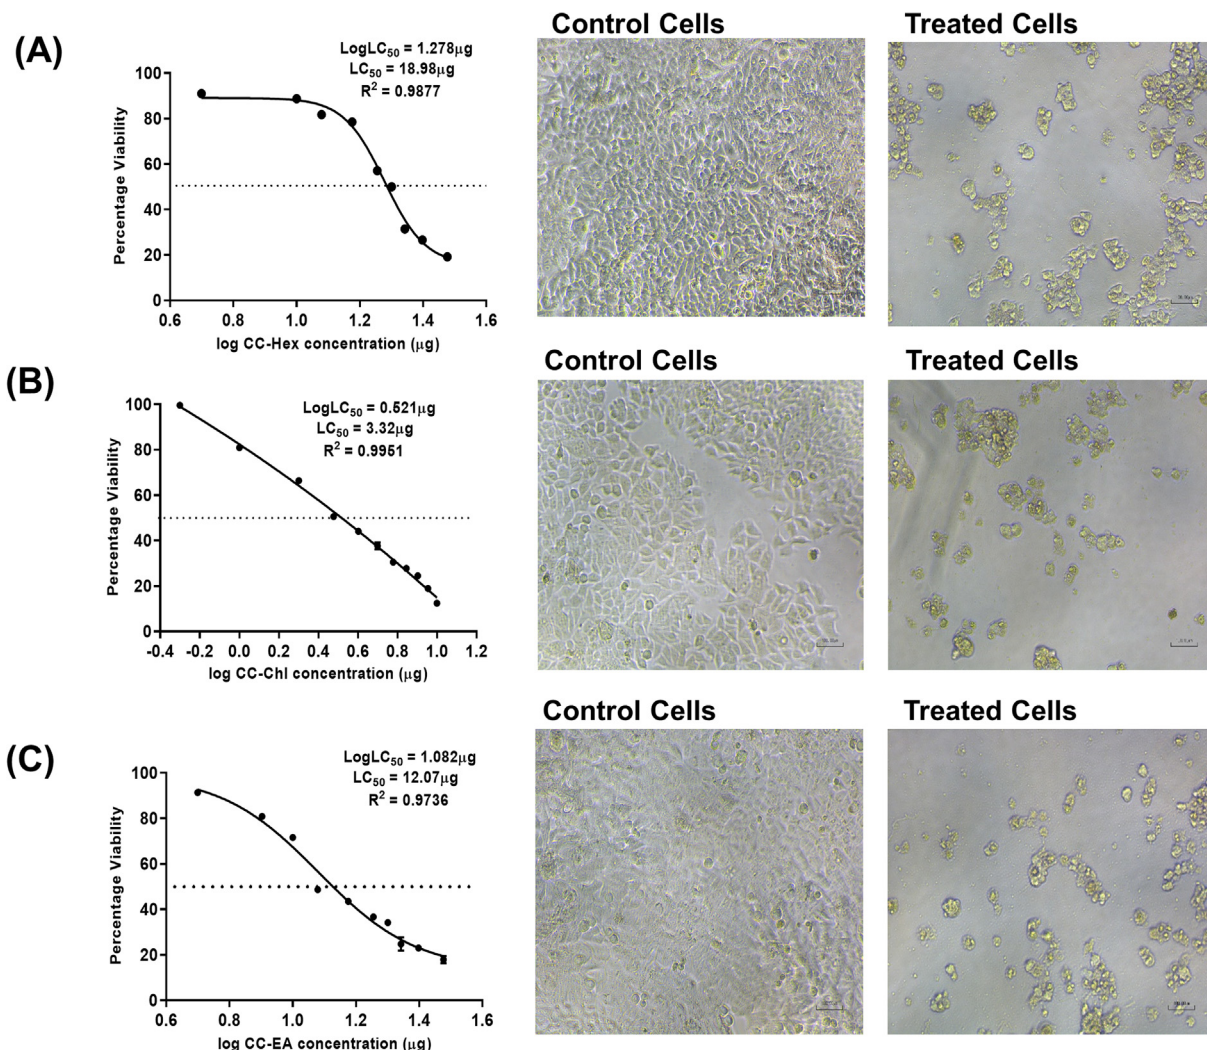 (A)
Control Cells
Treated Cells
LogLC50 = 1.278µg
LC50 = 18.98µg
R2 = 0.9877
Percentage Viability
100
80
60
40
20
0
0.6 0.8 1.0 1.2 1.4 1.6
log CC-Hex concentration (µg)
(B)
Control Cells
Treated Cells
LogLC50 = 0.521µg
LC50 = 3.32µg
R2 = 0.9951
Percentage Viability
100
80
60
40
20
0
-0.4 -0.2 0.0 0.2 0.4 0.6 0.8 1.0 1.2
log CC-Chl concentration (µg)
(C)
Control Cells
Treated Cells
LogLC50 = 1.082µg
LC50 = 12.07µg
R2 = 0.9736
Percentage Viability
100
80
60
40
20
0
0.6 0.8 1.0 1.2 1.4 1.6
log CC-EA concentration (µg)